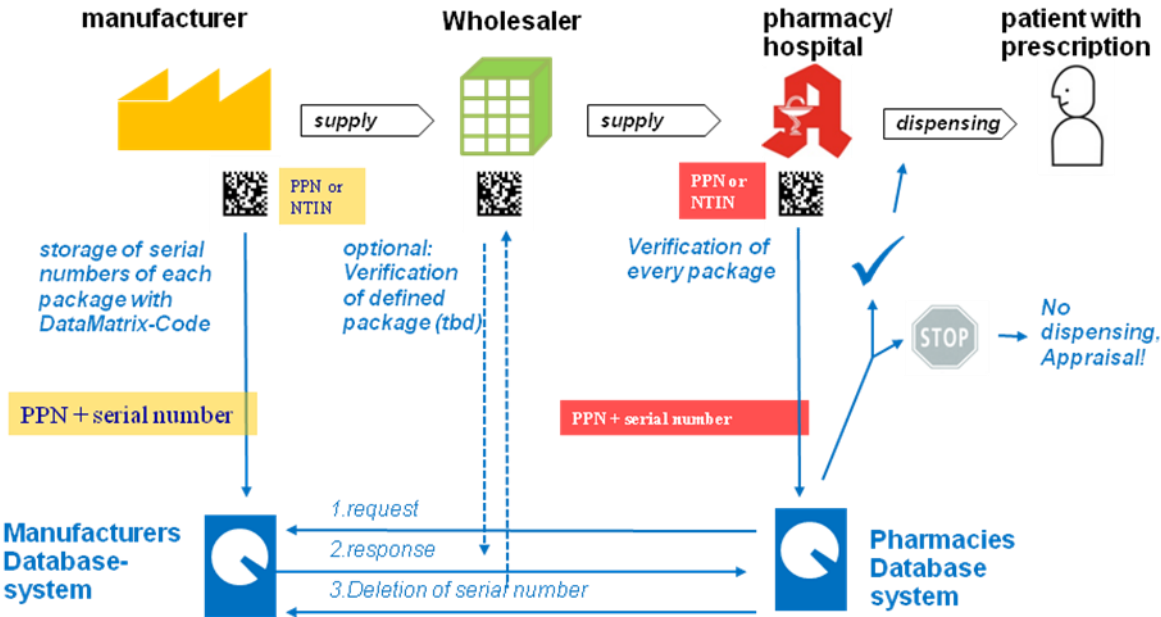 manufacturer
Wholesaler
pharmacy/
hospital
patient with
prescription
supply
supply
dispensing
PPN or
NTIN
PPN or
NTIN
storage of serial
numbers of each
package with
DataMatrix-Code
optional:
Verification
of defined
package (tbd)
Verification of
every package
STOP
No
dispensing,
Appraisal!
PPN + serial number
PPN + serial number
1.request
2.response
3.Deletion of serial number
Manufacturers
Database-
system
Pharmacies
Database
system